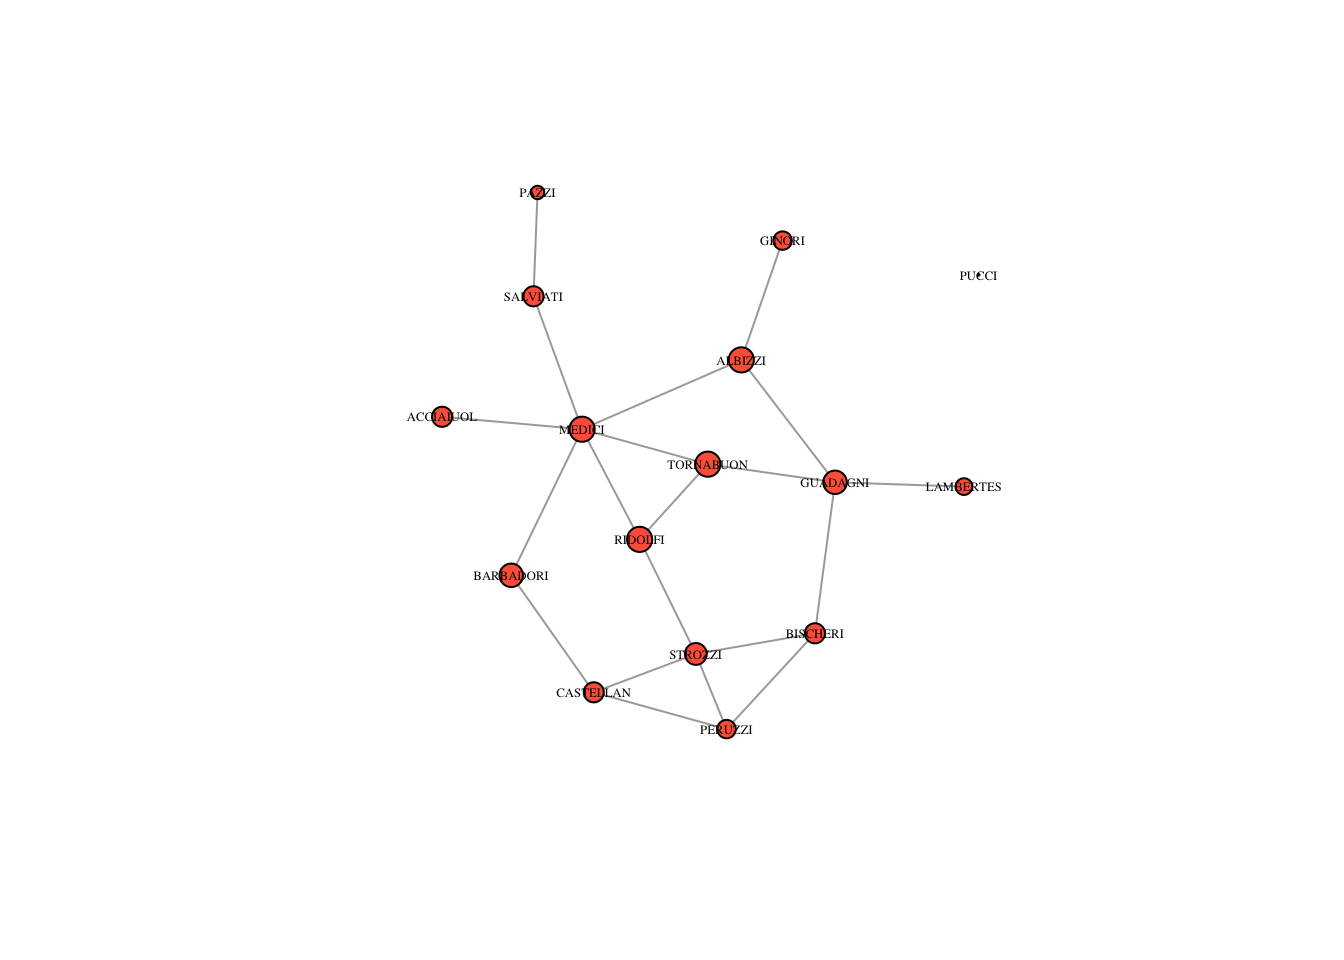 PAZZI
GINORI
PUCCI
SALVIATI
ALBIZZI
ACCIAIUOL
MEDICI
TORNABUON
GUADAGNI
LAMBERTES
RIDOLFI
BARBADORI
BISCHERI
STROZZI
CASTELLAN
PERUZZI